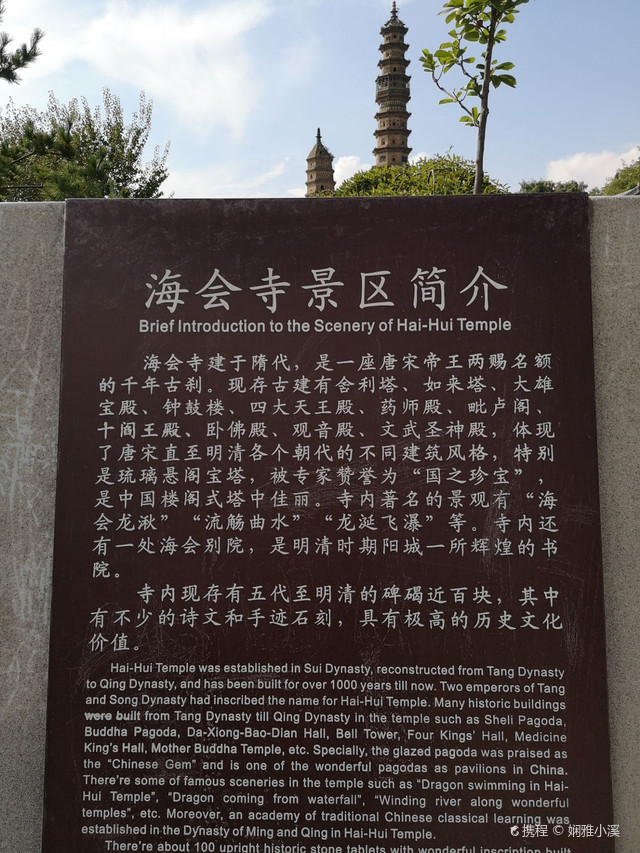 海会寺景区简介
Brief Introduction to the Scenery of Hai-Hui Temple
海会寺建于隋代，是一座唐宋帝王两赐名额
的千年古刹。现存古建有舍利塔、如来塔、大雄
宝殿、钟鼓楼、四大天王殿、药师殿、毗卢阁、
十阎王殿、卧佛殿、观音殿、文武圣神殿，体现
了唐宋直至明清各个朝代的不同建筑风格，特别
是琉璃悬阁宝塔，被专家赞誉为“国之珍宝”，
是中国楼阁式塔中佳丽。寺内著名的景观有“海
会龙湫”“流觞曲水”“龙涎飞瀑”等。寺内还
有一处海会别院，是明清时期阳城一所辉煌的书
院。
寺内现存有五代至明清的碑碣近百块，其中
有不少的诗文和手迹石刻，具有极高的历史文化
价值。
Hai-Hui Temple was established in Sui Dynasty, reconstructed from Tang Dynasty
to Qing Dynasty, and has been built for over 1000 years till now. Two emperors of Tang
and Song Dynasty had inscribed the name for Hai-Hui Temple. Many historic buildings
were built from Tang Dynasty till Qing Dynasty in the temple such as Sheli Pagoda,
Buddha Pagoda, Da-Xiong-Bao-Dian Hall, Bell Tower, Four Kings' Hall, Medicine
King's Hall, Mother Buddha Temple, etc. Specially, the glazed pagoda was praised as
the "Chinese Gem" and is one of the wonderful pagodas as pavilions in China.
There're some of famous sceneries in the temple such as "Dragon swimming in Hai-
Hui Temple", "Dragon coming from waterfall", "Winding river along wonderful
temples", etc. Moreover, an academy of traditional Chinese classical learning was
established in the Dynasty of Ming and Qing in Hai-Hui Temple.
There're about 100 upright historic stone tablets with wonderful inscription built
携程 © 娴雅小溪